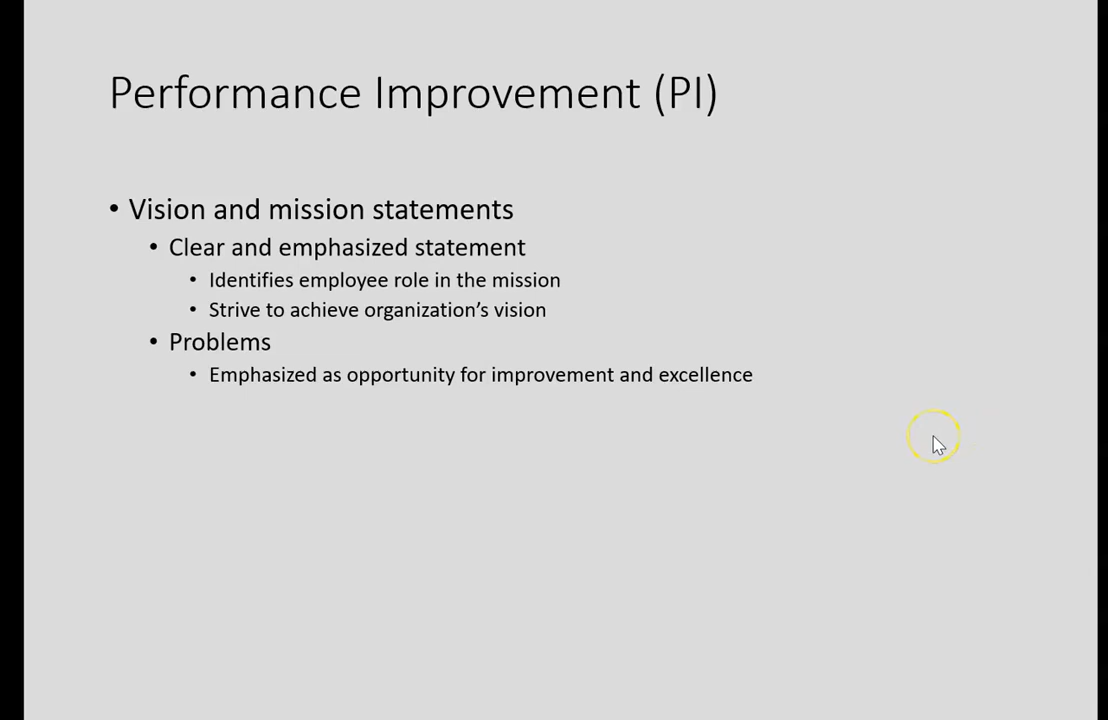 Performance Improvement (PI)
• Vision and mission statements
• Clear and emphasized statement
• Identifies employee role in the mission
• Strive to achieve organization’s vision
• Problems
• Emphasized as opportunity for improvement and excellence